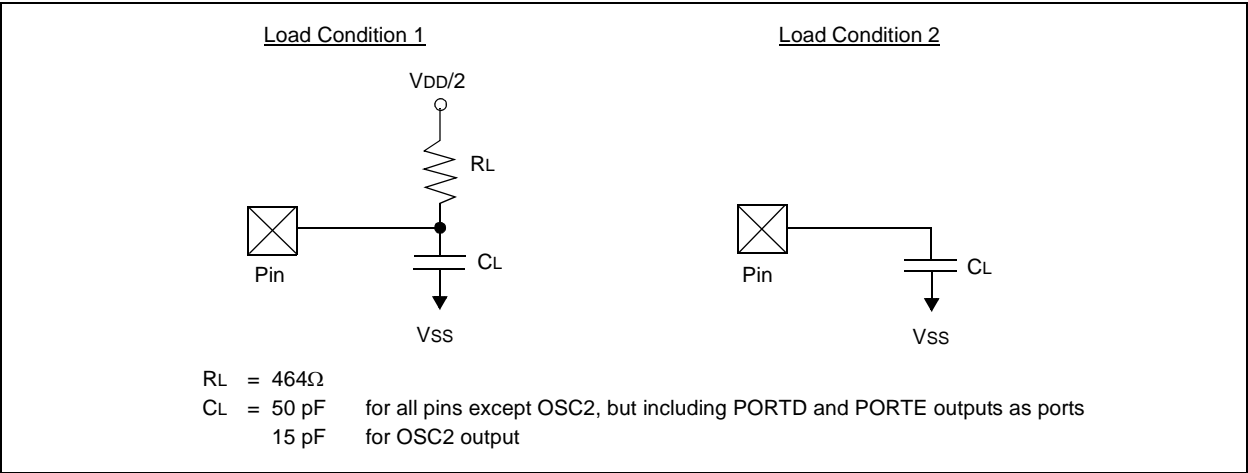 Load Condition 1
Load Condition 2
VDD/2
RL
CL
Pin
VSS
CL
Pin
VSS
RL = 464Ω
CL = 50 pF for all pins except OSC2, but including PORTD and PORTE outputs as ports
15 pF for OSC2 output